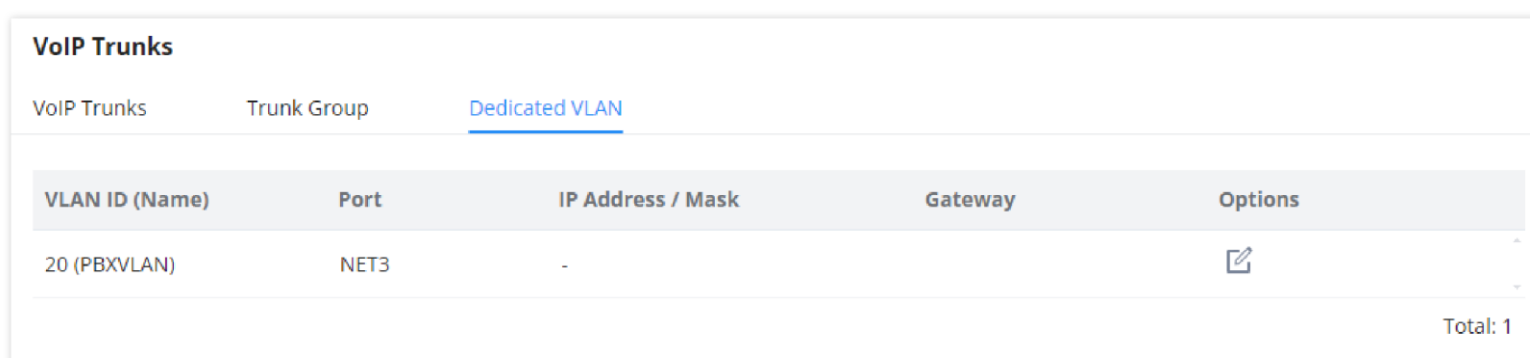 VoIP Trunks
VoIP Trunks Trunk Group Dedicated VLAN
VLAN ID (Name) Port IP Address / Mask Gateway Options
20 (PBXVLAN) NET3 -
Total: 1